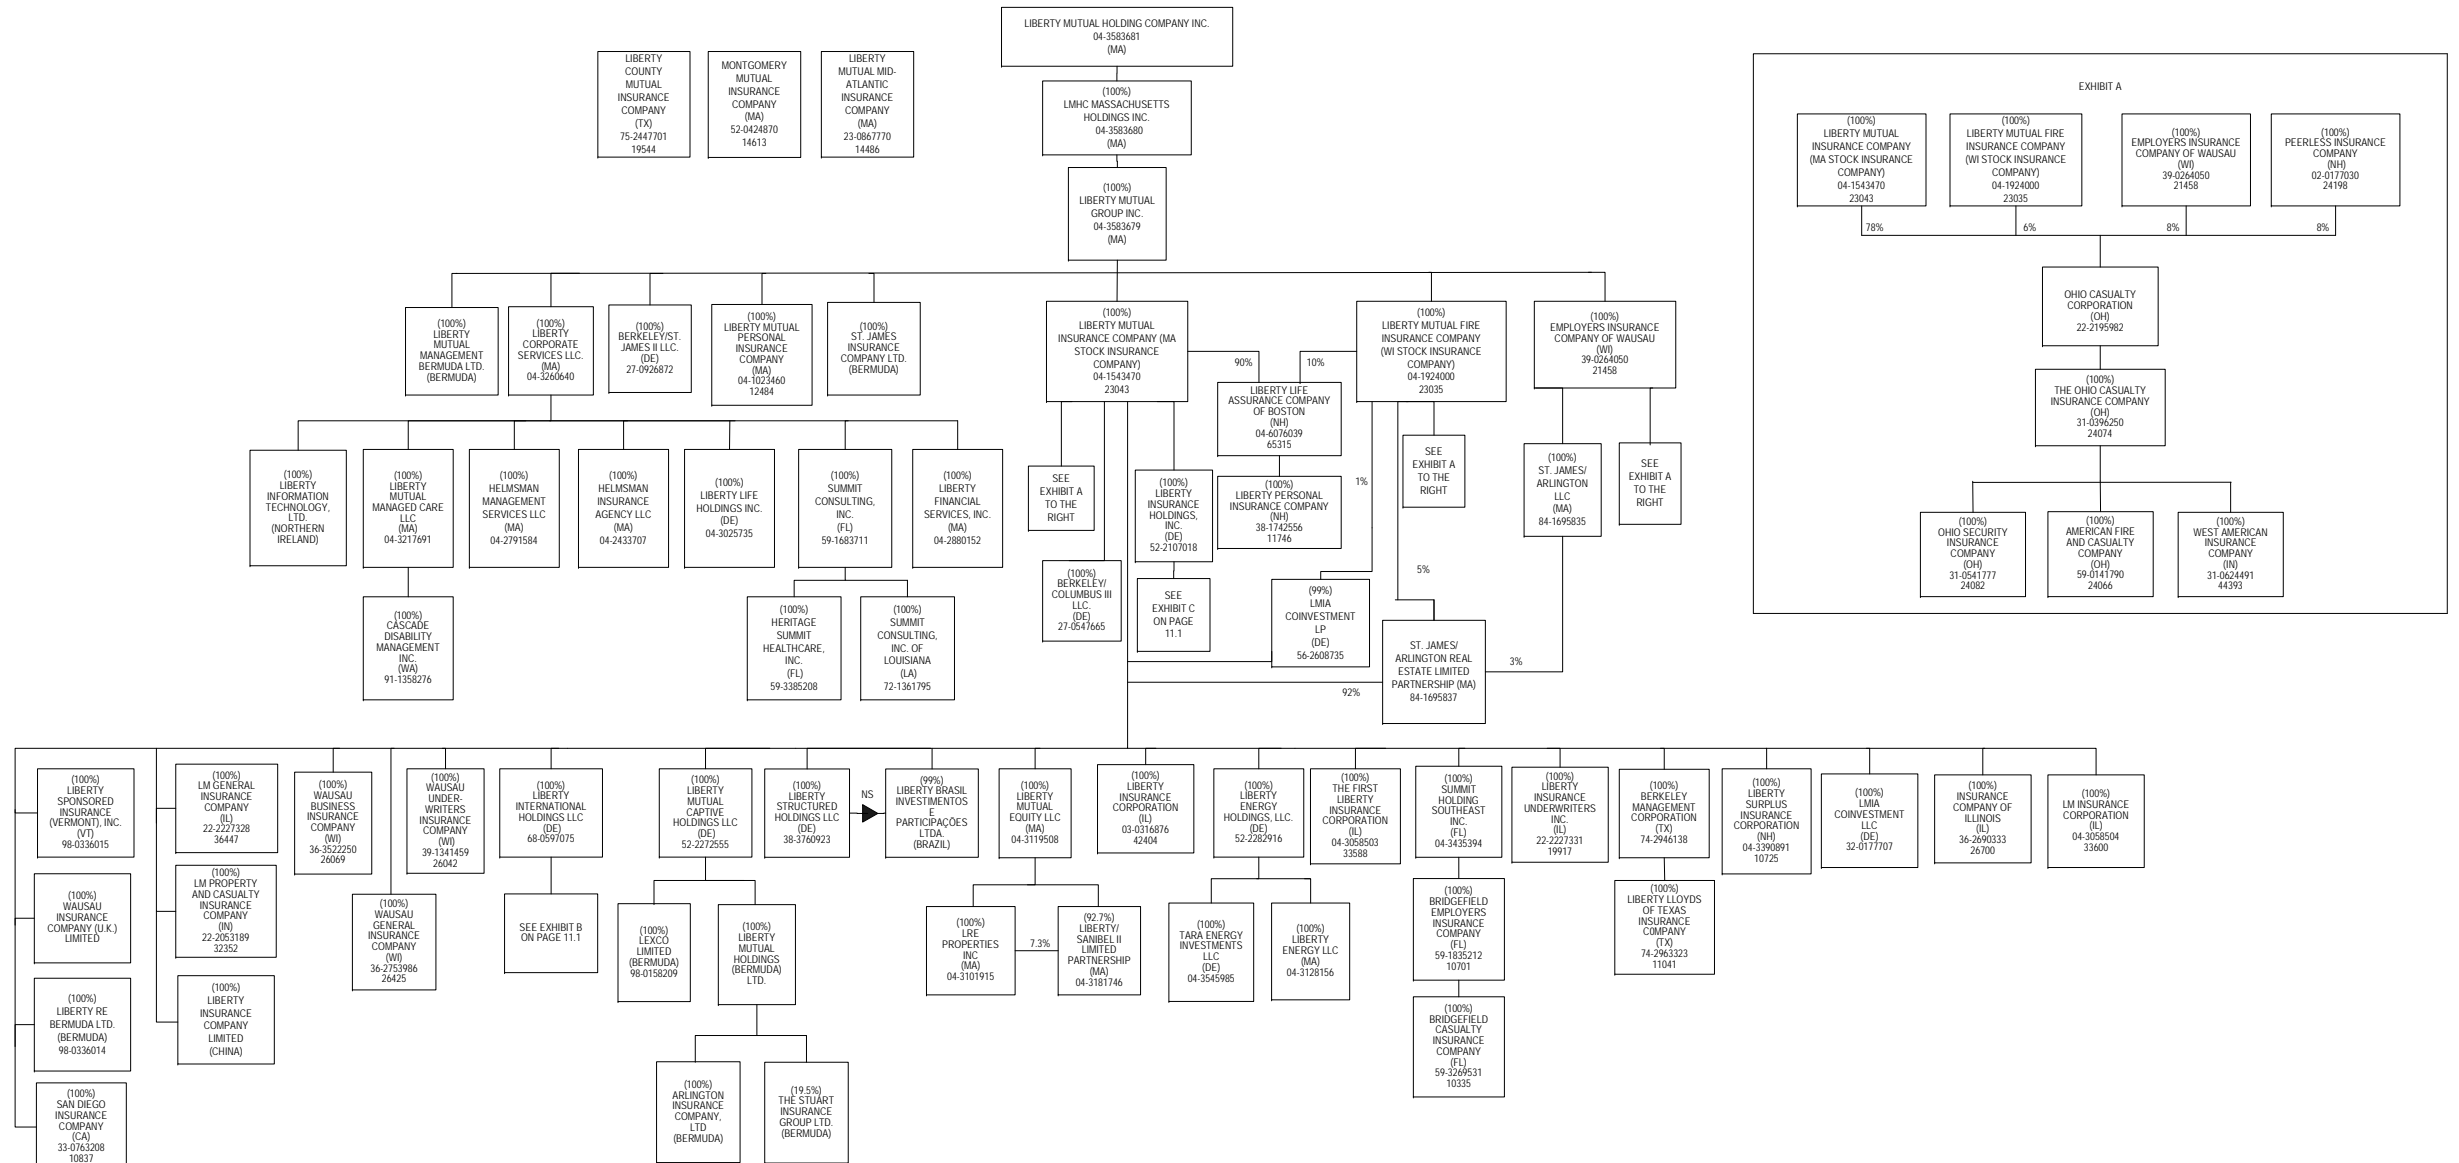 LIBERTY MUTUAL HOLDING COMPANY INC.
04-3583681
(MA)
LIBERTY
COUNTY
MUTUAL
INSURANCE
COMPANY
(TX)
75-2447701
19544
MONTGOMERY
MUTUAL
INSURANCE
COMPANY
(MA)
52-0424870
14613
LIBERTY
MUTUAL MID-
ATLANTIC
INSURANCE
COMPANY
(MA)
23-0867770
14486
(100%)
LMHC MASSACHUSETTS
HOLDINGS INC.
04-3583680
(MA)
(100%)
LIBERTY MUTUAL
GROUP INC.
04-3583679
(MA)
EXHIBIT A
(100%)
LIBERTY MUTUAL
INSURANCE COMPANY
(MA STOCK INSURANCE
COMPANY)
04-1543470
23043
(100%)
LIBERTY MUTUAL FIRE
INSURANCE COMPANY
(WI STOCK INSURANCE
COMPANY)
04-1924000
23035
(100%)
EMPLOYERS INSURANCE
COMPANY OF WAUSAU
(WI)
39-0264050
21458
(100%)
PEERLESS INSURANCE
COMPANY
(NH)
02-0177030
24198
78%
6%
8%
8%
OHIO CASUALTY
CORPORATION
(OH)
22-2195982
(100%)
THE OHIO CASUALTY
INSURANCE COMPANY
(OH)
31-0396250
24074
(100%)
OHIO SECURITY
INSURANCE
COMPANY
(OH)
31-0541777
24082
(100%)
AMERICAN FIRE
AND CASUALTY
COMPANY
(OH)
59-0141790
24066
(100%)
WEST AMERICAN
INSURANCE
COMPANY
(IN)
31-0624491
44393
(100%)
LIBERTY
MUTUAL
MANAGEMENT
BERMUDA LTD.
(BERMUDA)
(100%)
LIBERTY
CORPORATE
SERVICES LLC.
(MA)
04-3260640
(100%)
BERKELEY/ST.
JAMES II LLC.
(DE)
27-0926872
(100%)
LIBERTY MUTUAL
PERSONAL
INSURANCE
COMPANY
(MA)
04-1023460
12484
(100%)
ST. JAMES
INSURANCE
COMPANY LTD.
(BERMUDA)
(100%)
LIBERTY MUTUAL
INSURANCE COMPANY (MA
STOCK INSURANCE
COMPANY)
04-1543470
23043
90%
10%
(100%)
LIBERTY MUTUAL FIRE
INSURANCE COMPANY
(WI STOCK INSURANCE
COMPANY)
04-1924000
23035
(100%)
EMPLOYERS INSURANCE
COMPANY OF WAUSAU
(WI)
39-0264050
21458
LIBERTY LIFE
ASSURANCE COMPANY
OF BOSTON
(NH)
04-6076039
65315
(100%)
LIBERTY
INFORMATION
TECHNOLOGY,
LTD.
(NORTHERN
IRELAND)
(100%)
LIBERTY
MUTUAL
MANAGED CARE
LLC
(MA)
04-3217691
(100%)
HELMSMAN
MANAGEMENT
SERVICES LLC
(MA)
04-2791584
(100%)
HELMSMAN
INSURANCE
AGENCY LLC
(MA)
04-2433707
(100%)
LIBERTY LIFE
HOLDINGS INC.
(DE)
04-3025735
(100%)
SUMMIT
CONSULTING,
INC.
(FL)
59-1683711
(100%)
LIBERTY
FINANCIAL
SERVICES, INC.
(MA)
04-2880152
SEE
EXHIBIT A
TO THE
RIGHT
(100%)
LIBERTY
INSURANCE
HOLDINGS,
INC.
(DE)
52-2107018
(100%)
LIBERTY PERSONAL
INSURANCE COMPANY
(NH)
38-1742556
11746
1%
SEE
EXHIBIT A
TO THE
RIGHT
(100%)
ST. JAMES/
ARLINGTON
LLC
(MA)
84-1695835
SEE
EXHIBIT A
TO THE
RIGHT
(100%)
CASCADE
DISABILITY
MANAGEMENT
INC.
(WA)
91-1358276
(100%)
HERITAGE
SUMMIT
HEALTHCARE,
INC.
(FL)
59-3385208
(100%)
SUMMIT
CONSULTING,
INC. OF
LOUISIANA
(LA)
72-1361795
(100%)
BERKELEY/
COLUMBUS III
LLC.
(DE)
27-0547665
SEE
EXHIBIT C
ON PAGE
11.1
(99%)
LMIA
COINVESTMENT
LP
(DE)
56-2608735
5%
ST. JAMES/
ARLINGTON REAL
ESTATE LIMITED
PARTNERSHIP (MA)
84-1695837
3%
92%
(100%)
LIBERTY
SPONSORED
INSURANCE
(VERMONT), INC.
(VT)
98-0336015
(100%)
LM GENERAL
INSURANCE
COMPANY
(IL)
22-2227328
36447
(100%)
WAUSAU
BUSINESS
INSURANCE
COMPANY
(WI)
36-3522250
26069
(100%)
WAUSAU
UNDER-
WRITERS
INSURANCE
COMPANY
(WI)
39-1341459
26042
(100%)
LIBERTY
INTERNATIONAL
HOLDINGS LLC
(DE)
68-0597075
(100%)
LIBERTY
MUTUAL
CAPTIVE
HOLDINGS LLC
(DE)
52-2272555
(100%)
LIBERTY
STRUCTURED
HOLDINGS LLC
(DE)
38-3760923
NS
(99%)
LIBERTY BRASIL
INVESTIMENTOS
E
PARTICIPAÇÕES
LTDA.
(BRAZIL)
(100%)
LIBERTY
MUTUAL
EQUITY LLC
(MA)
04-3119508
(100%)
LIBERTY
INSURANCE
CORPORATION
(IL)
03-0316876
42404
(100%)
LIBERTY
ENERGY
HOLDINGS, LLC.
(DE)
52-2282916
(100%)
THE FIRST
LIBERTY
INSURANCE
CORPORATION
(IL)
04-3058503
33588
(100%)
SUMMIT
HOLDING
SOUTHEAST
INC.
(FL)
04-3435394
(100%)
LIBERTY
INSURANCE
UNDERWRITERS
INC.
(IL)
22-2227331
19917
(100%)
BERKELEY
MANAGEMENT
CORPORATION
(TX)
74-2946138
(100%)
LIBERTY
SURPLUS
INSURANCE
CORPORATION
(NH)
04-3390891
10725
(100%)
LMIA
COINVESTMENT
LLC
(DE)
32-0177707
(100%)
INSURANCE
COMPANY OF
ILLINOIS
(IL)
36-2690333
26700
(100%)
LM INSURANCE
CORPORATION
(IL)
04-3058504
33600
(100%)
WAUSAU
INSURANCE
COMPANY (U.K.)
LIMITED
(100%)
LM PROPERTY
AND CASUALTY
INSURANCE
COMPANY
(IN)
22-2053189
32352
(100%)
WAUSAU
GENERAL
INSURANCE
COMPANY
(WI)
36-2753986
26425
SEE EXHIBIT B
ON PAGE 11.1
(100%)
LEXCO
LIMITED
(BERMUDA)
98-0158209
(100%)
LIBERTY
MUTUAL
HOLDINGS
(BERMUDA)
LTD.
(100%)
LRE
PROPERTIES
INC
(MA)
04-3101915
7.3%
(92.7%)
LIBERTY/
SANIBEL II
LIMITED
PARTNERSHIP
(MA)
04-3181746
(100%)
TARA ENERGY
INVESTMENTS
LLC
(DE)
04-3545985
(100%)
LIBERTY
ENERGY LLC
(MA)
04-3128156
(100%)
BRIDGEFIELD
EMPLOYERS
INSURANCE
COMPANY
(FL)
59-1835212
10701
(100%)
LIBERTY LLOYDS
OF TEXAS
INSURANCE
COMPANY
(TX)
74-2963323
11041
(100%)
LIBERTY RE
BERMUDA LTD.
(BERMUDA)
98-0336014
(100%)
LIBERTY
INSURANCE
COMPANY
LIMITED
(CHINA)
(100%)
BRIDGEFIELD
CASUALTY
INSURANCE
COMPANY
(FL)
59-3269531
10335
(100%)
SAN DIEGO
INSURANCE
COMPANY
(CA)
33-0763208
10837
(100%)
ARLINGTON
INSURANCE
COMPANY,
LTD
(BERMUDA)
(19.5%)
THE STUART
INSURANCE
GROUP LTD.
(BERMUDA)